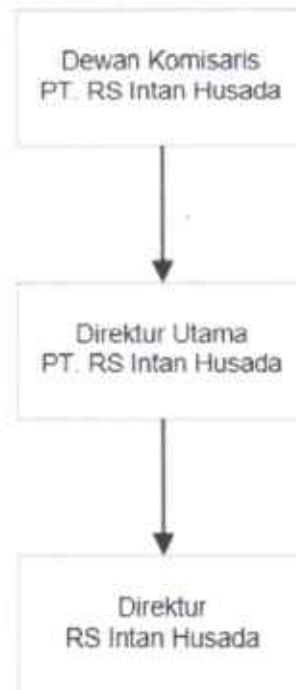 Dewan Komisaris
PT. RS Intan Husada
Direktur Utama
PT. RS Intan Husada
Direktur
RS Intan Husada